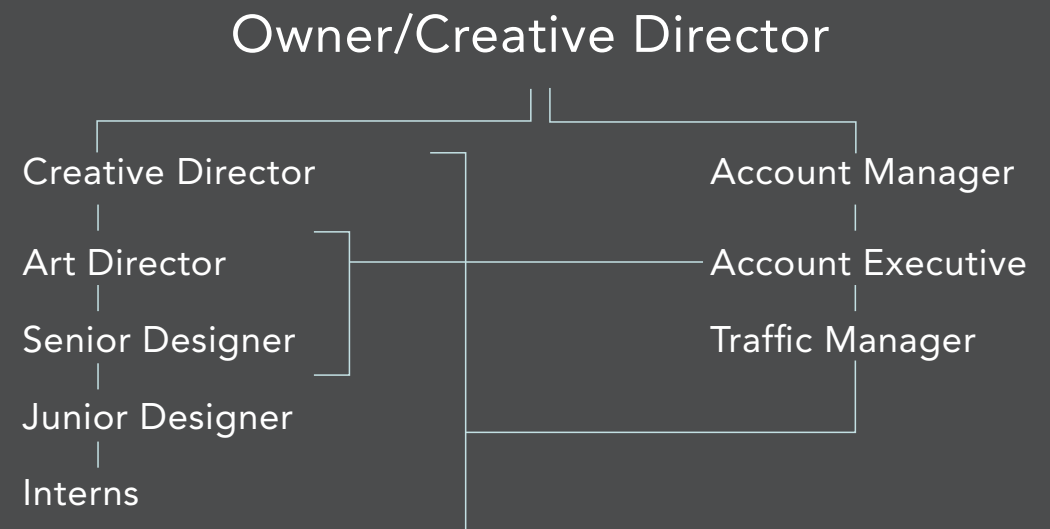 Owner/Creative Director
Creative Director
Account Manager
Art Director
Account Executive
Senior Designer
Traffic Manager
Junior Designer
Interns